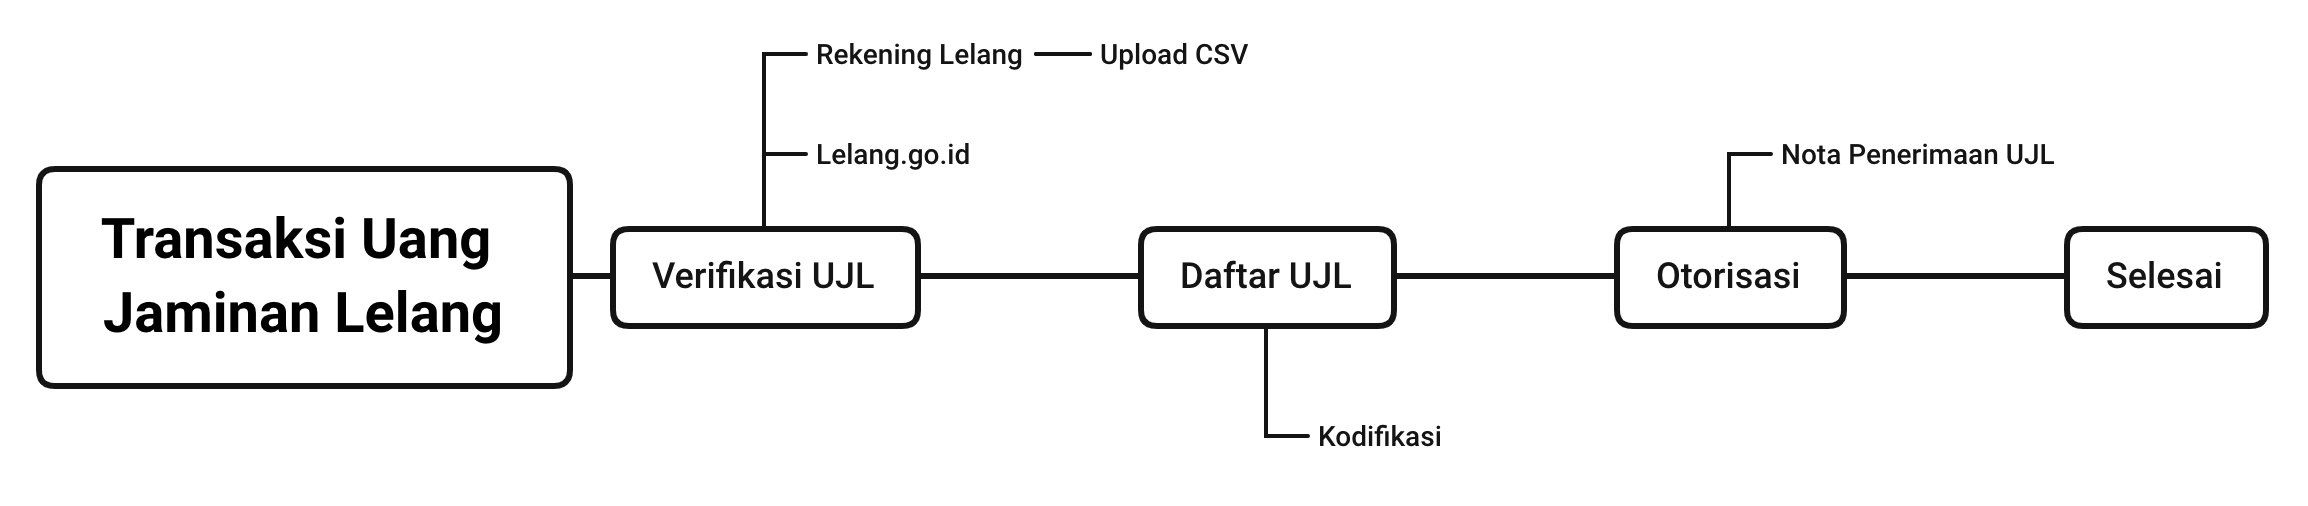 Rekening Lelang
Upload CSV
Lelang.go.id
Nota Penerimaan UJL
Transaksi Uang
Jaminan Lelang
Verifikasi UJL
Daftar UJL
Otorisasi
Selesai
Kodifikasi